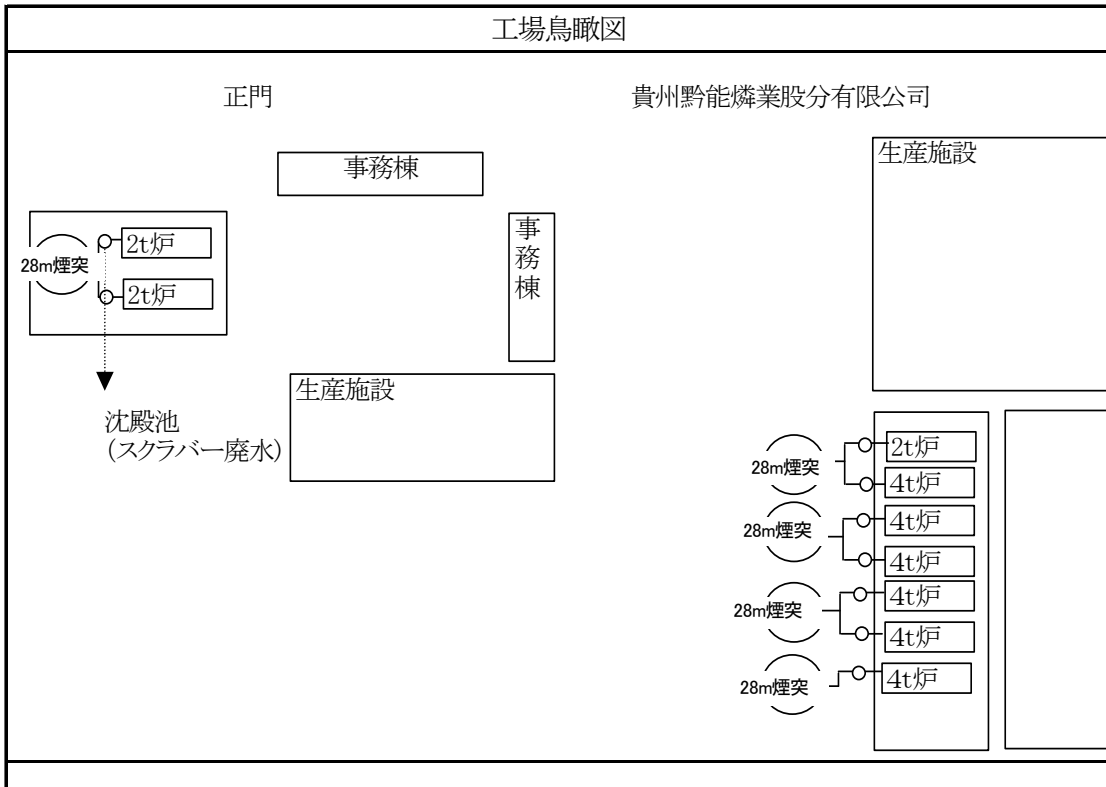 工場鳥瞰図
正門
貴州黔能燐業股分有限公司
事務棟
生産施設
事務棟
2t炉
28m煙突
2t炉
生産施設
沈殿池
(スクラバー廃水)
2t炉
28m煙突
4t炉
4t炉
28m煙突
4t炉
4t炉
28m煙突
4t炉
4t炉
28m煙突